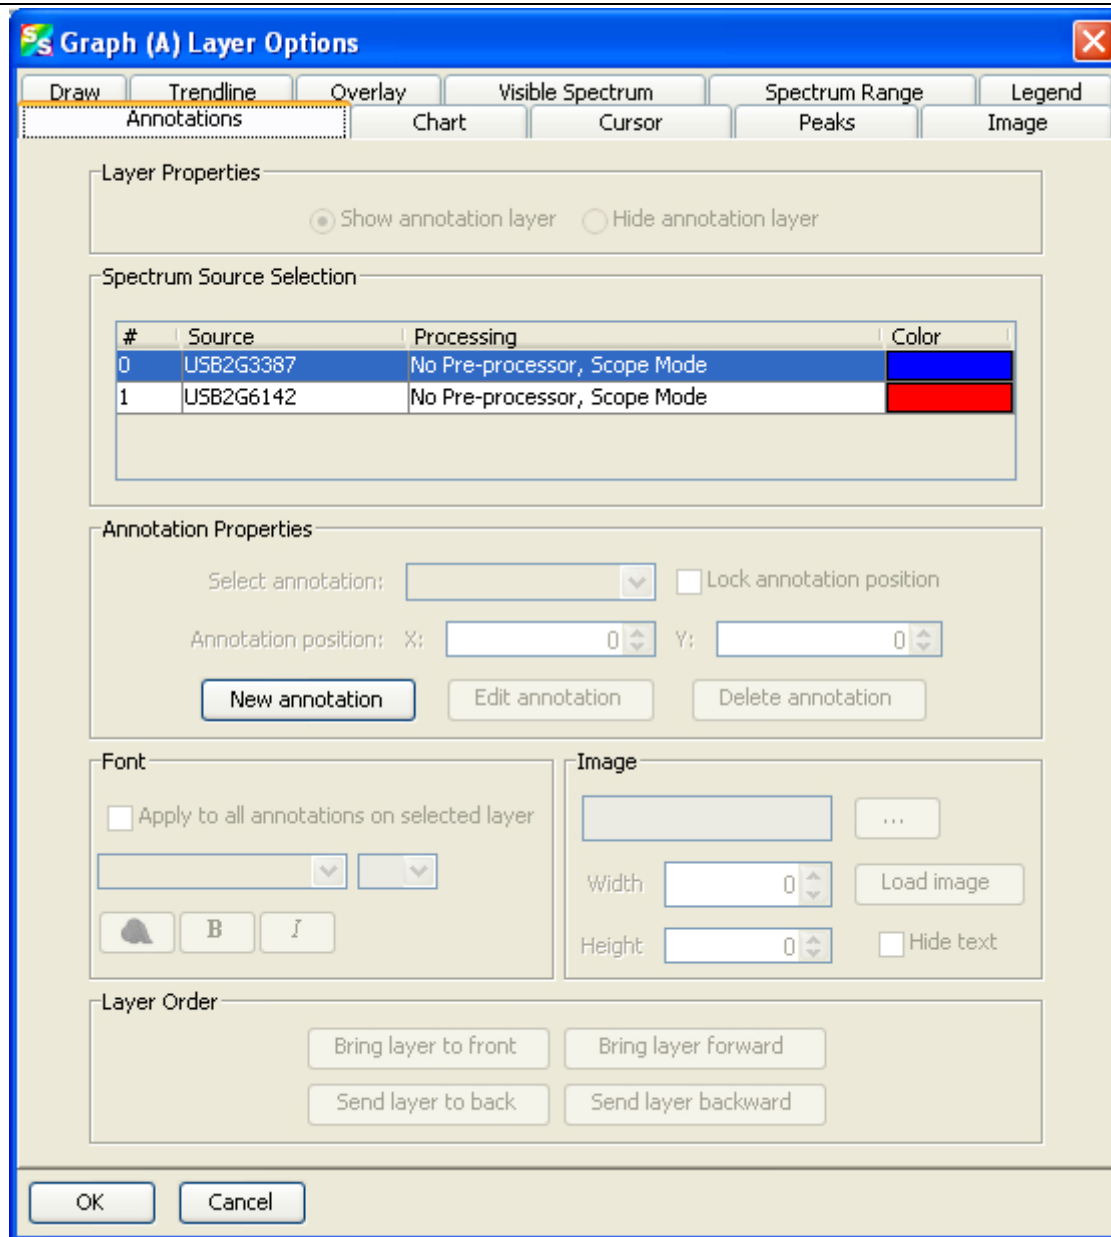 SS Graph (A) Layer Options
Draw Trendline Overlay Visible Spectrum Spectrum Range Legend
Annotations Chart Cursor Peaks Image
Layer Properties
Show annotation layer Hide annotation layer
Spectrum Source Selection
# Source Processing Color
0 USB2G3387 No Pre-processor, Scope Mode
1 USB2G6142 No Pre-processor, Scope Mode
Annotation Properties
Select annotation: Lock annotation position
Annotation position: X: 0 Y: 0
New annotation Edit annotation Delete annotation
Font
Apply to all annotations on selected layer
B I
Image
...
Width 0 Load image
Height 0 Hide text
Layer Order
Bring layer to front Bring layer forward
Send layer to back Send layer backward
OK Cancel